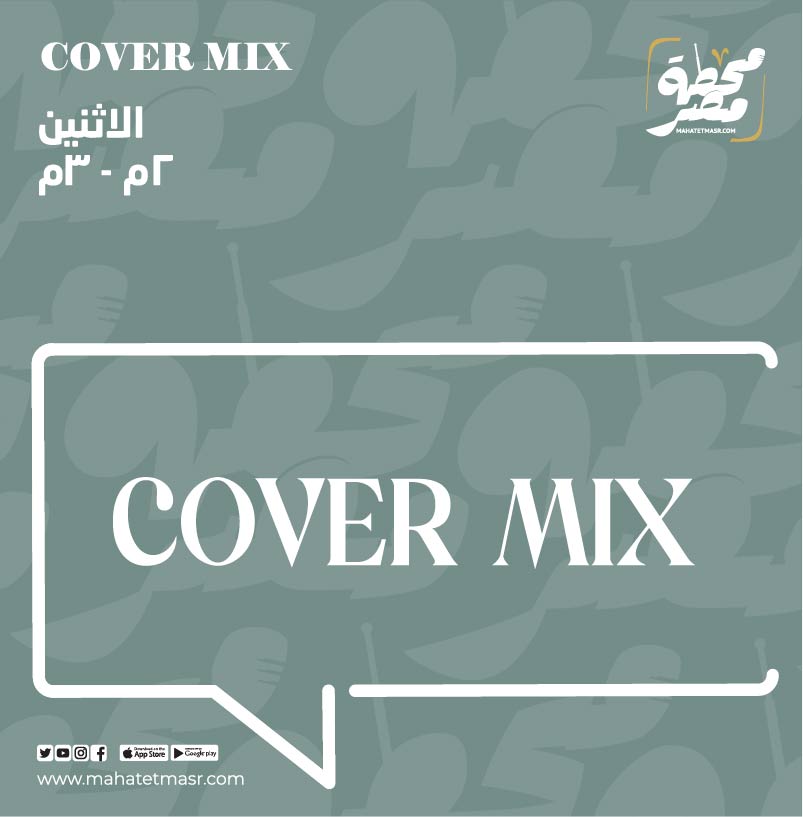 COVER MIX
الاثنين
٢م - ٣م
محطة
مصر
MAHATETMASR.COM
COVER MIX
Download on the
App Store
Google play
www.mahatetmasr.com